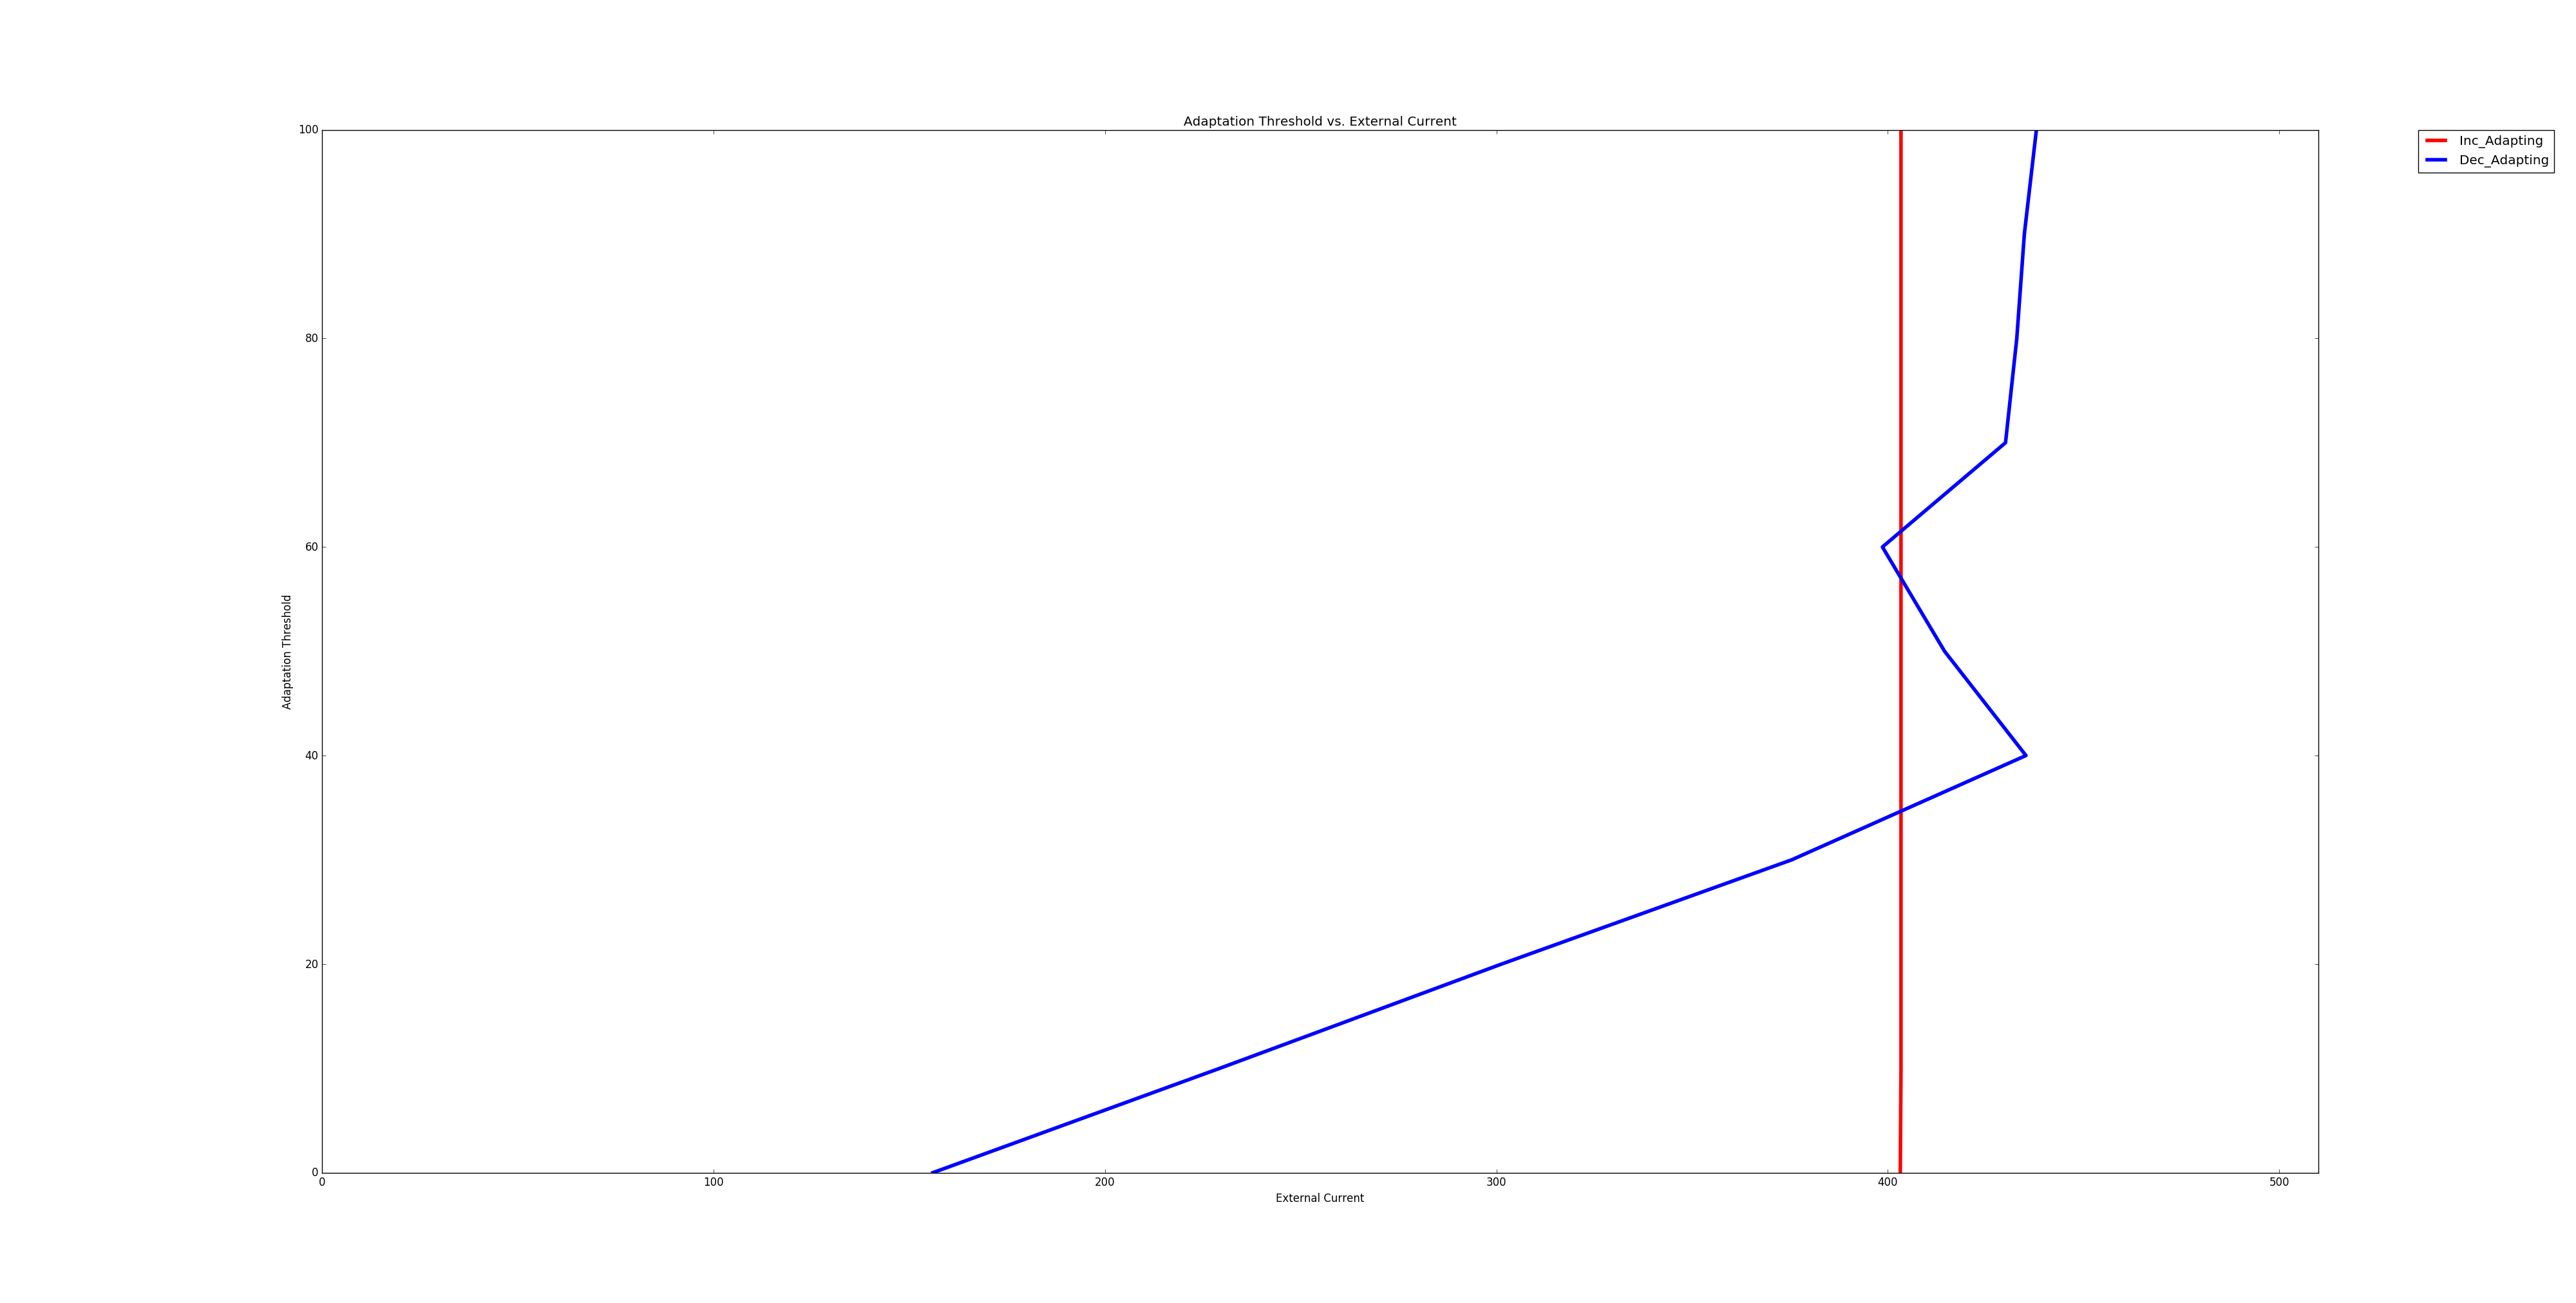 Adaptation Threshold vs. External Current
Inc_Adapting
Dec_Adapting
100
80
60
40
20
0
Adaptation Threshold
0 100 200 300 400 500
External Current